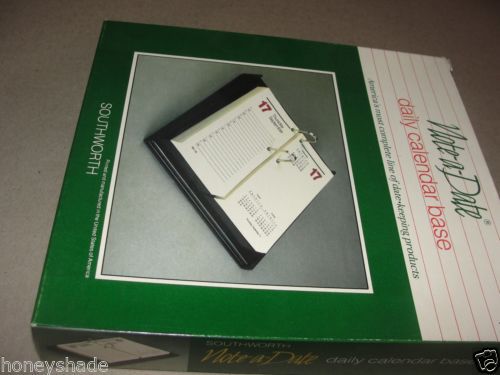 Note-a-Date®
daily calendar base
America's most complete line of date-keeping products
SOUTHWORTH
Printed and manufactured in the United States of America
17
17
SOUTHWORTH
Note-a-Date daily calendar base
honeyshade